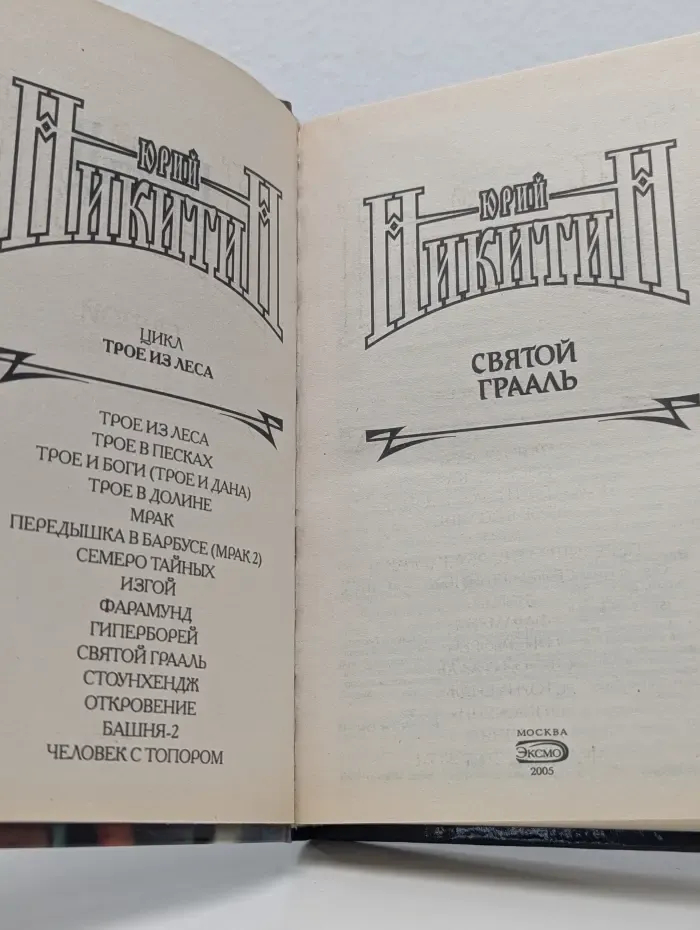 ЮРИЙ
НИКИТИН
ЦИКЛ
ТРОЕ ИЗ ЛЕСА
ТРОЕ ИЗ ЛЕСА
ТРОЕ В ПЕСКАХ
ТРОЕ И БОГИ (ТРОЕ И ДАНА)
ТРОЕ В ДОЛИНЕ
МРАК
ПЕРЕДЫШКА В БАРБУСЕ (МРАК 2)
СЕМЕРО ТАЙНЫХ
ИЗГОЙ
ФАРАМУНД
ГИПЕРБОРЕЙ
СВЯТОЙ ГРААЛЬ
СТОУНХЕНДЖ
ОТКРОВЕНИЕ
БАШНЯ-2
ЧЕЛОВЕК С ТОПОРОМ
ЮРИЙ
НИКИТИН
СВЯТОЙ
ГРААЛЬ
МОСКВА
ЭКСМО
2005